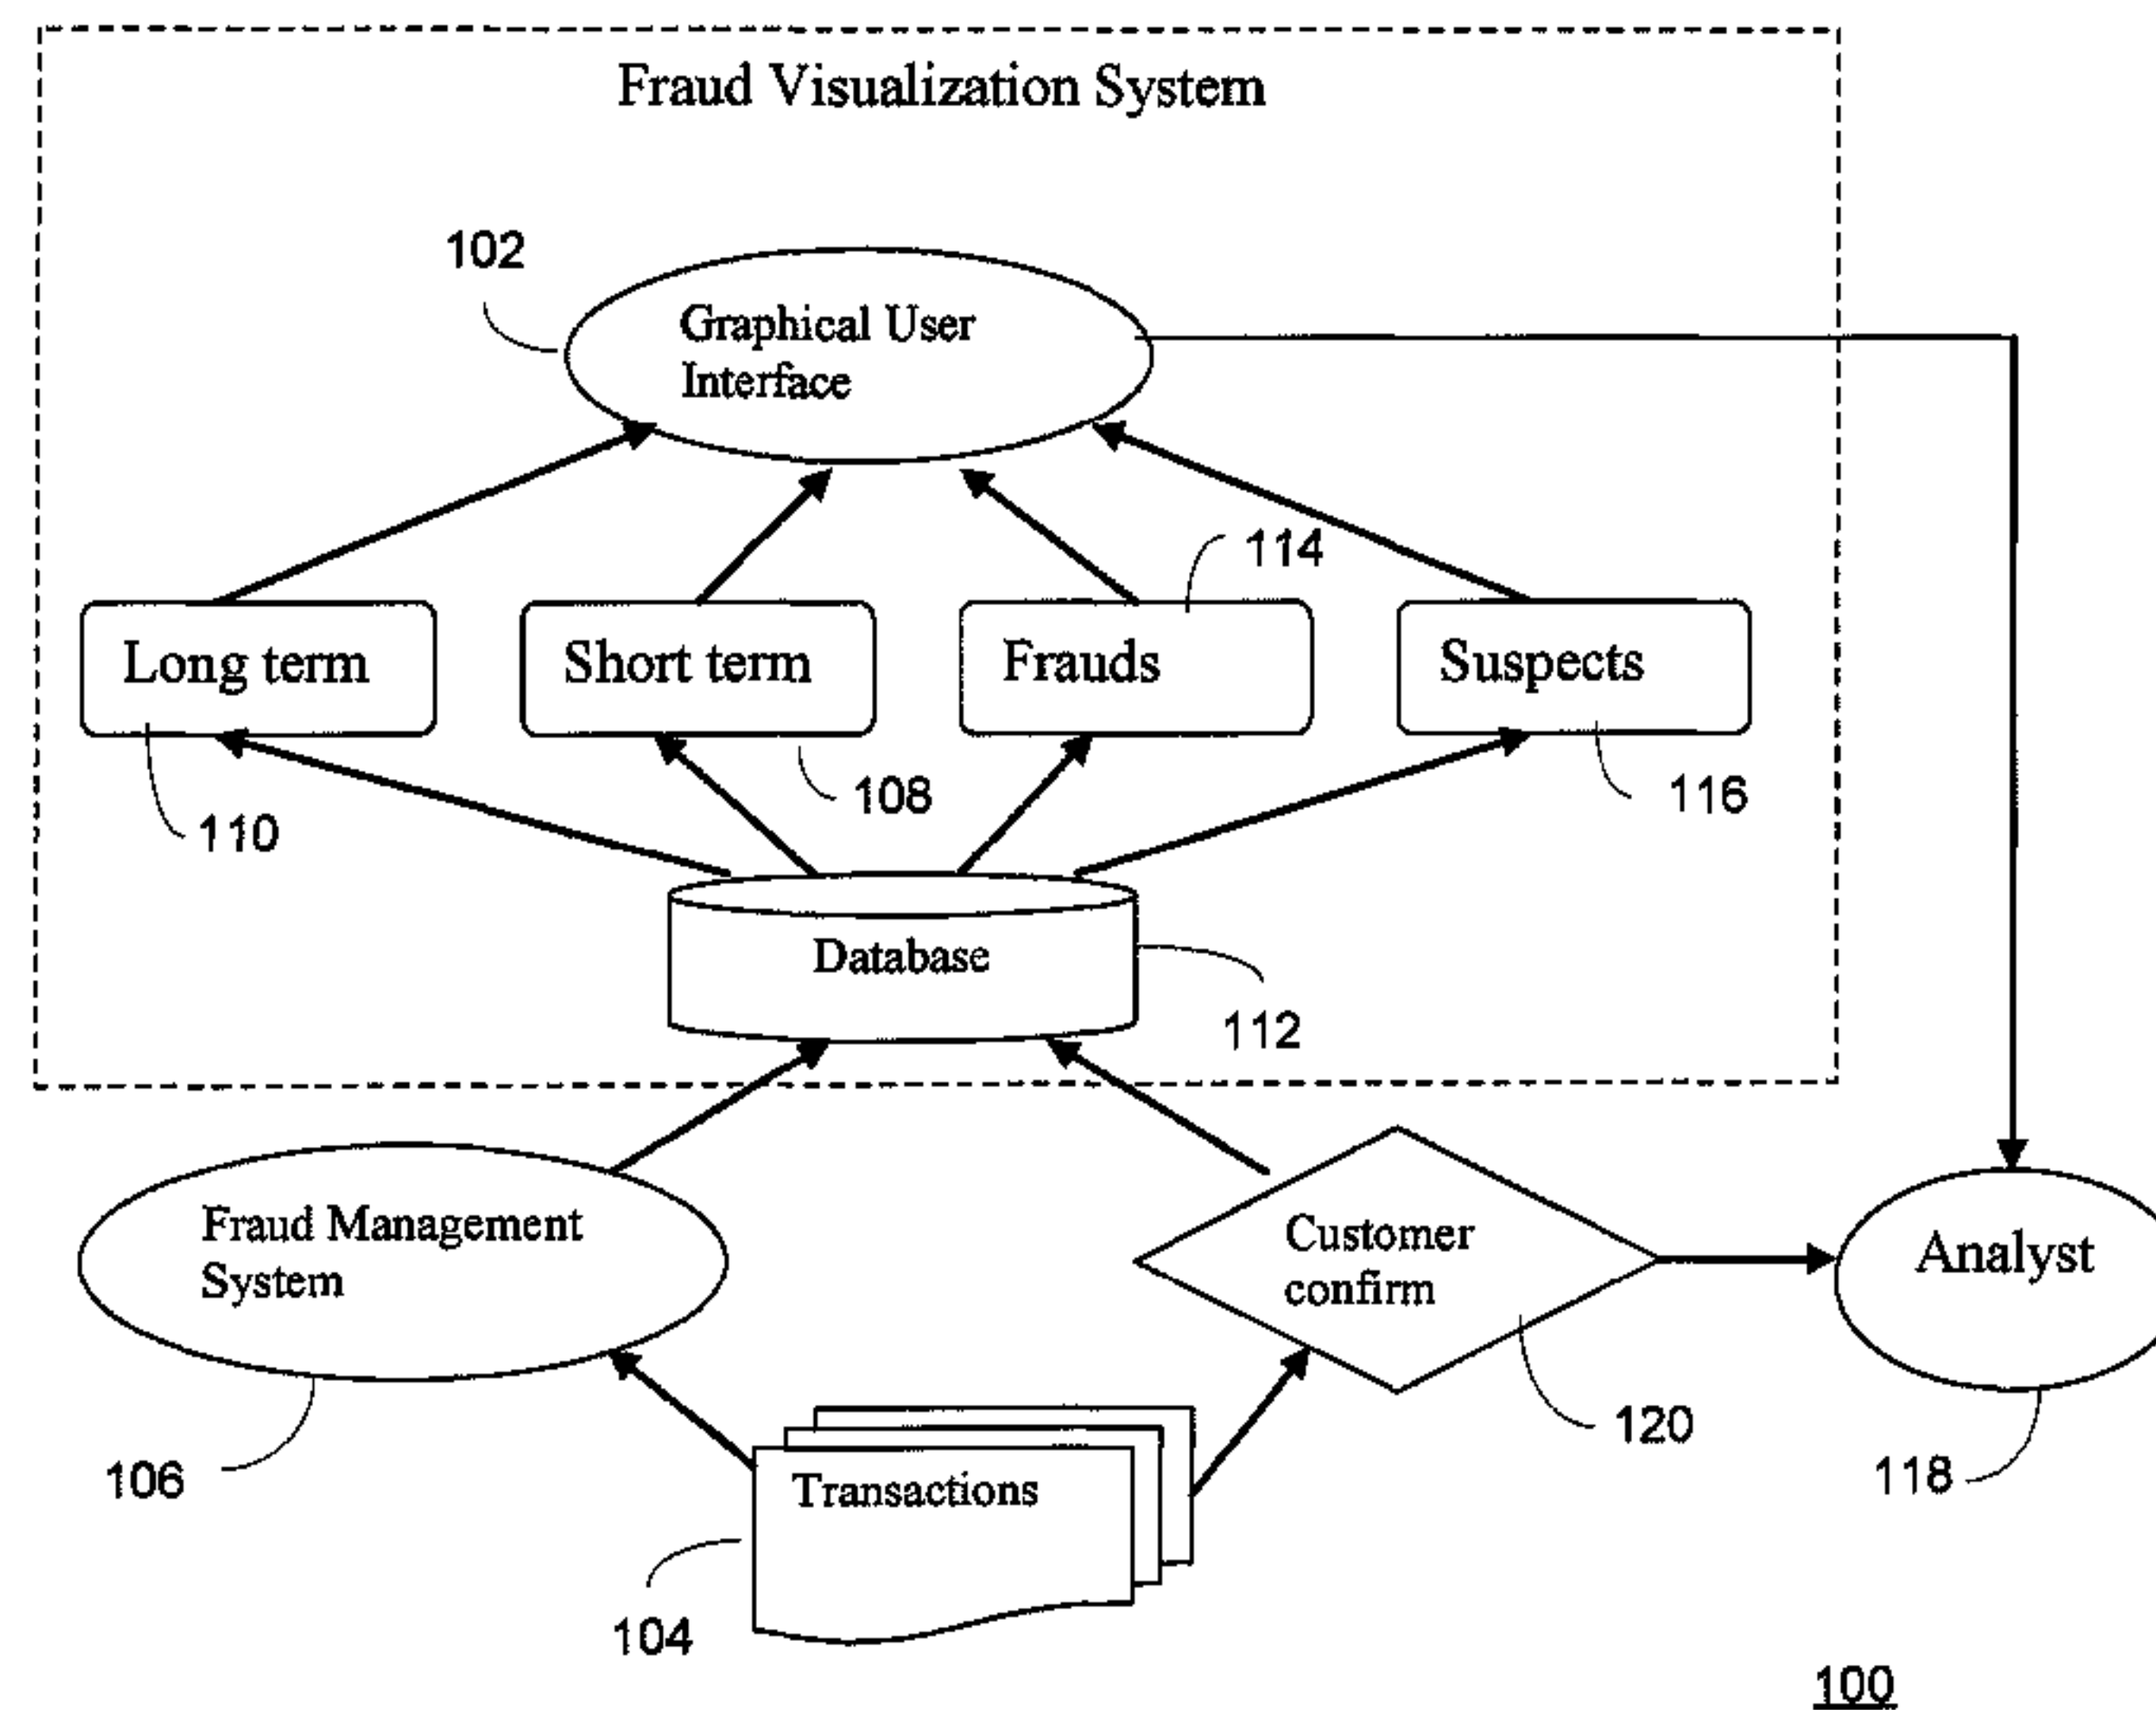 Fraud Visualization System
102
Graphical User
Interface
114
Long term
Short term
Frauds
Suspects
110
108
116
Database
112
Fraud Management
System
Customer
confirm
Analyst
106
Transactions
120
118
104
100